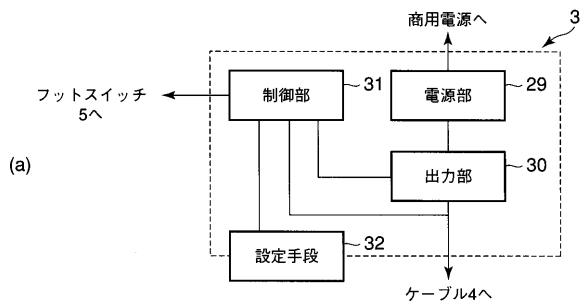 商用電源へ
3
フットスイッチ
5へ
制御部
31
電源部
29
(a)
出力部
30
設定手段
32
ケーブル4へ